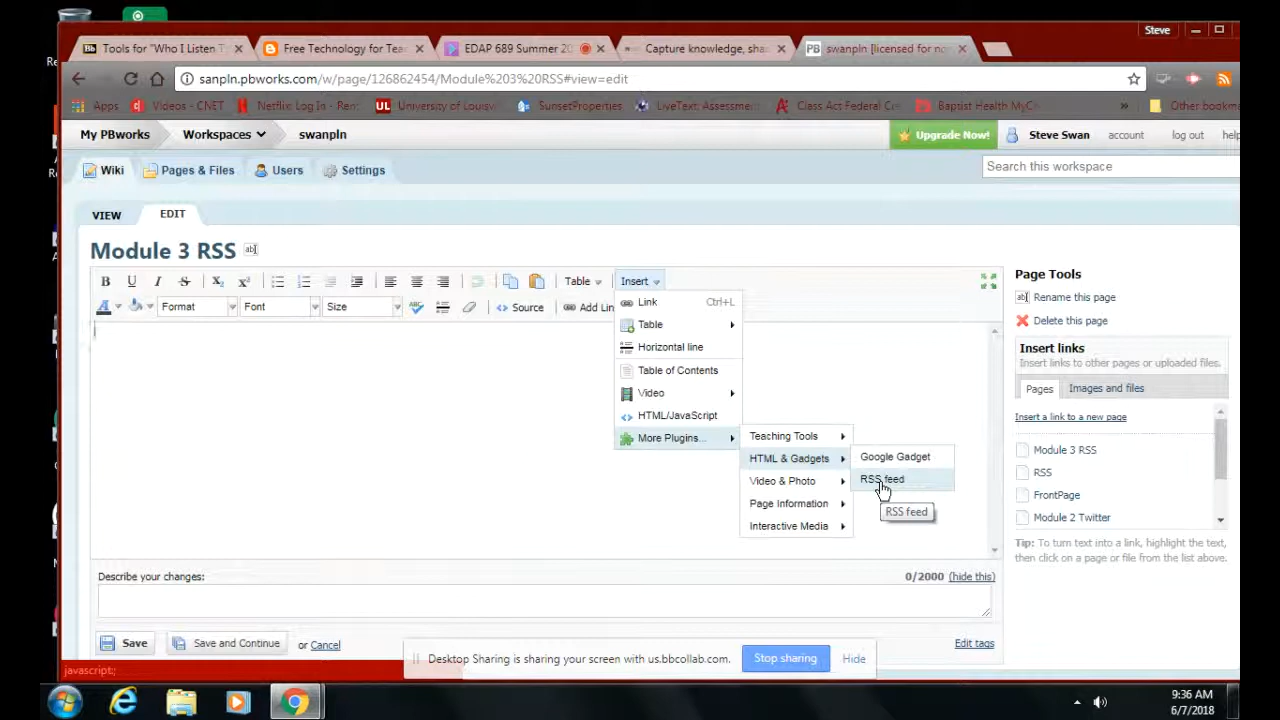 Steve
Bb Tools for "Who I Listen T
Free Technology for Tea
EDAP 689 Summer 20
Capture knowledge, sha
PB swanpln [licensed for non
sanpln.pbworks.com/w/page/126862454/Module%203%20RSS#view=edit
Apps
Videos - CNET
Netflix Log In - Ren
UL University of Louisv
SunsetProperties
LiveText Assessme
Class Act Federal Cr
Baptist Health MyC
»
Other bookma
My PBworks
Workspaces
swanpln
Upgrade Now!
Steve Swan
account
log out
help
Wiki
Pages & Files
Users
Settings
Search this workspace
VIEW
EDIT
Module 3 RSS
B U I S
Table
Insert
Format
Font
Size
Source
Add Lin
Link Ctrl+L
Table
Horizontal line
Table of Contents
Video
HTML/JavaScript
More Plugins...
Teaching Tools
HTML & Gadgets
Video & Photo
Page Information
Interactive Media
Google Gadget
RSS feed
RSS feed
Page Tools
Rename this page
Delete this page
Insert links
Insert links to other pages or uploaded files.
Pages
Images and files
Insert a link to a new page
Module 3 RSS
RSS
FrontPage
Module 2 Twitter
Tip: To turn text into a link, highlight the text,
then click on a page or file from the list above.
Describe your changes:
0/2000 (hide this)
Save
Save and Continue
or Cancel
Edit tags
Desktop Sharing is sharing your screen with us.bbcollab.com.
Stop sharing
Hide
javascript:;
9:36 AM
6/7/2018